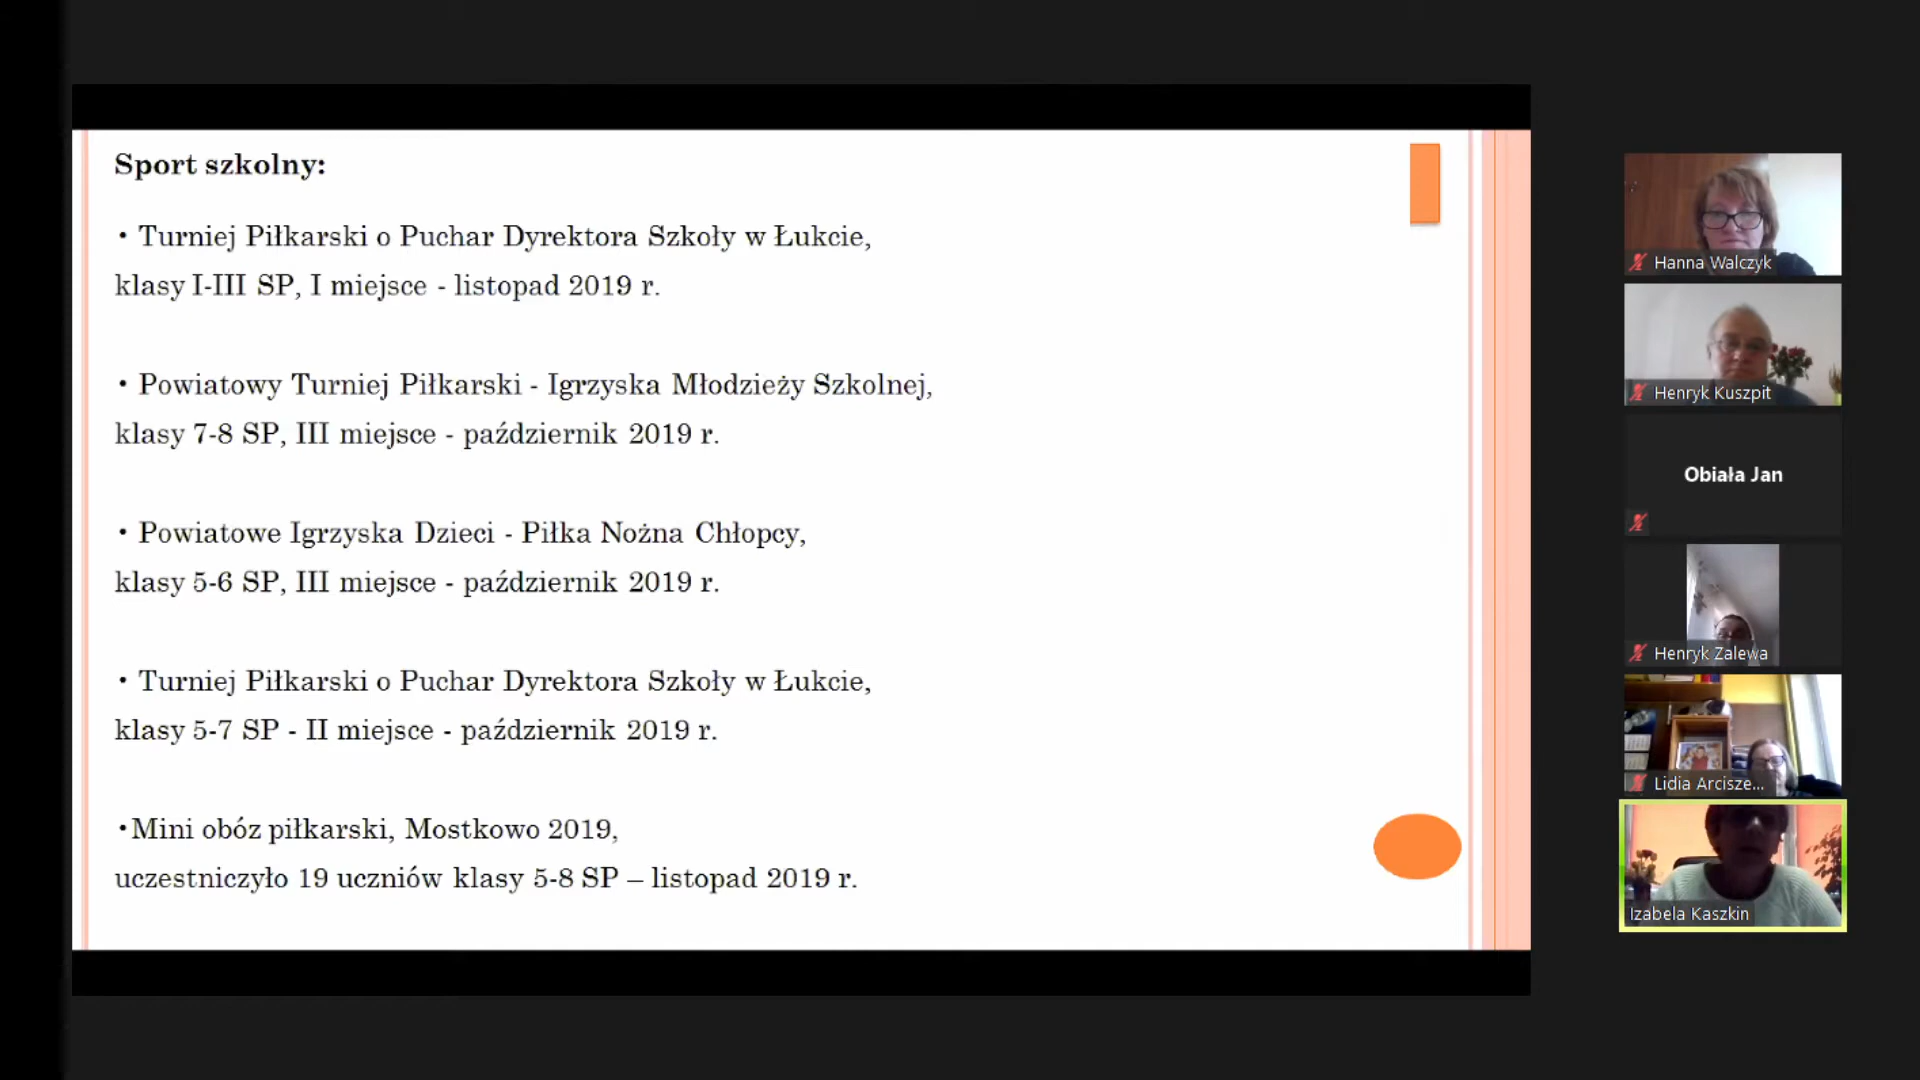 Sport szkolny:
• Turniej Piłkarski o Puchar Dyrektora Szkoły w Łukcie,
klasy I-III SP, I miejsce - listopad 2019 r.
• Powiatowy Turniej Piłkarski - Igrzyska Młodzieży Szkolnej,
klasy 7-8 SP, III miejsce - październik 2019 r.
• Powiatowe Igrzyska Dzieci - Piłka Nożna Chłopcy,
klasy 5-6 SP, III miejsce - październik 2019 r.
• Turniej Piłkarski o Puchar Dyrektora Szkoły w Łukcie,
klasy 5-7 SP - II miejsce - październik 2019 r.
•Mini obóz piłkarski, Mostkowo 2019,
uczestniczyło 19 uczniów klasy 5-8 SP – listopad 2019 r.
Hanna Walczyk
Henryk Kuszpit
Obiała Jan
Henryk Zalewa
Lidia Arcisze...
Izabela Kaszkin